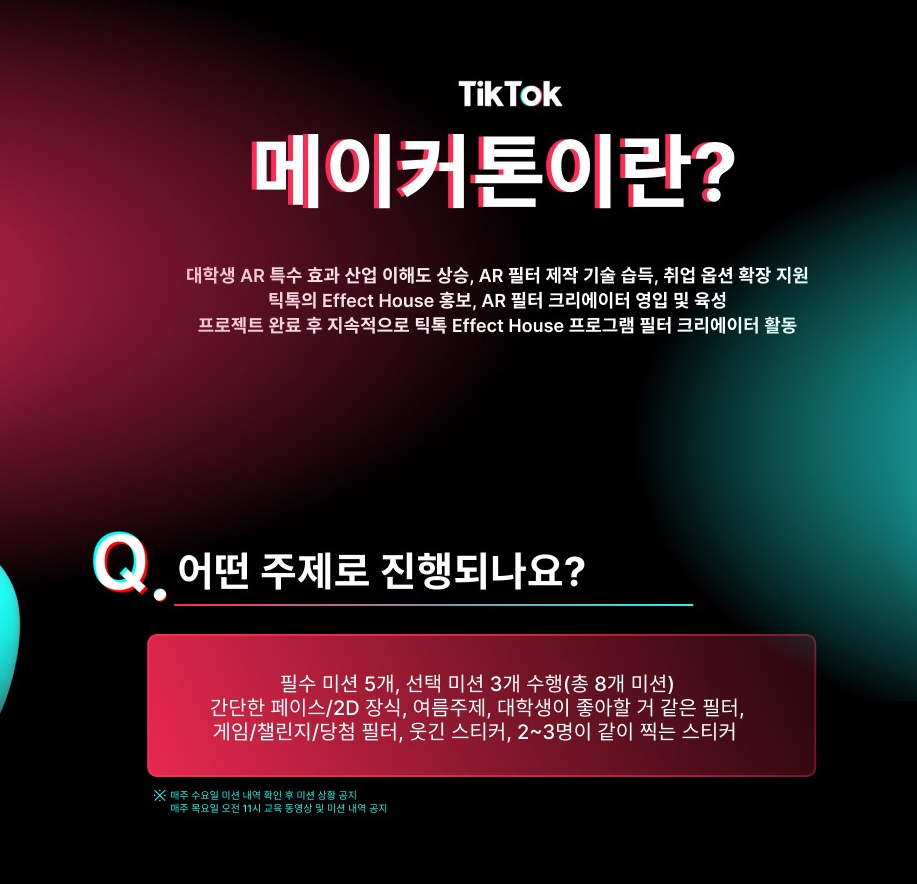 TikTok
메이커톤이란?
대학생 AR 특수 효과 산업 이해도 상승, AR 필터 제작 기술 습득, 취업 옵션 확장 지원
틱톡의 Effect House 홍보, AR 필터 크리에이터 영입 및 육성
프로젝트 완료 후 지속적으로 틱톡 Effect House 프로그램 필터 크리에이터 활동
Q. 어떤 주제로 진행되나요?
필수 미션 5개, 선택 미션 3개 수행(총 8개 미션)
간단한 페이스/2D 장식, 여름주제, 대학생이 좋아할 거 같은 필터,
게임/챌린지/당첨 필터, 웃긴 스티커, 2~3명이 같이 찍는 스티커
※ 매주 수요일 미션 내역 확인 후 미션 상황 공지
매주 목요일 오전 11시 교육 동영상 및 미션 내역 공지